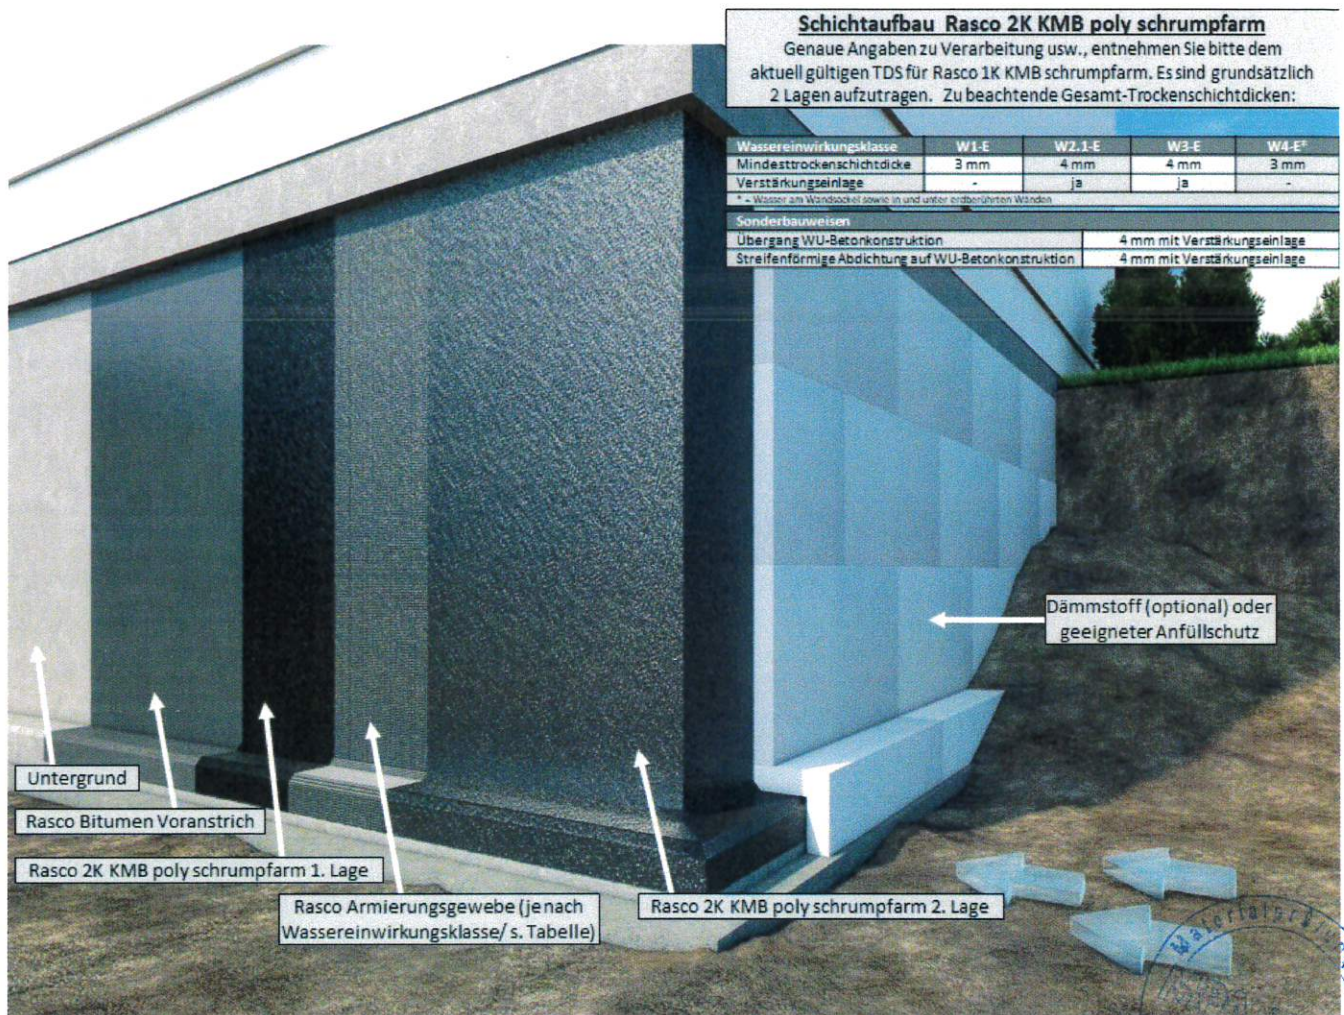 Schichtaufbau Rasco 2K KMB poly schrumpfarm
Genaue Angaben zu Verarbeitung usw., entnehmen Sie bitte dem
aktuell gültigen TDS für Rasco 1K KMB schrumpfarm. Es sind grundsätzlich
2 Lagen aufzutragen. Zu beachtende Gesamt-Trockenschichtdicken:
Wassereinwirkungsklasse W1-E W2.1-E W3-E W4-E*
Mindesttrockenschichtdicke 3 mm 4 mm 4 mm 3 mm
Verstärkungseinlage - ja ja -
* = Wasser am Wandsockel sowie in und unter erdberührten Wänden
Sonderbauweisen
Übergang WU-Betonkonstruktion 4 mm mit Verstärkungseinlage
Streifenförmige Abdichtung auf WU-Betonkonstruktion 4 mm mit Verstärkungseinlage
Dämmstoff (optional) oder
geeigneter Anfüllschutz
Untergrund
Rasco Bitumen Voranstrich
Rasco 2K KMB poly schrumpfarm 1. Lage
Rasco Armierungsgewebe (je nach
Wassereinwirkungsklasse/ s. Tabelle)
Rasco 2K KMB poly schrumpfarm 2. Lage